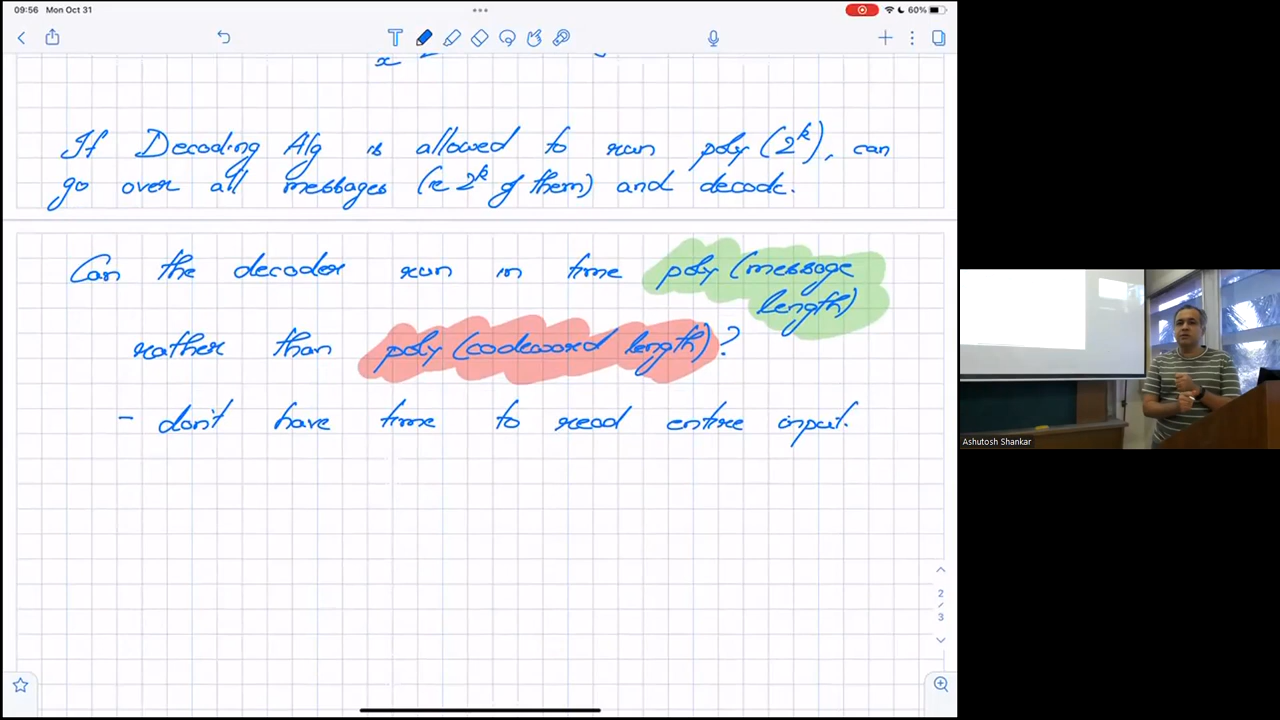 09:56 Mon Oct 31
60%
x
If Decoding Alg is allowed to run poly (2^k), can
go over all messages (ie 2^k of them) and decode.
Can the decoder run in time poly (message
length)
rather than poly (codeword length)?
- don't have time to read entire input.
2
/
3
Ashutosh Shankar